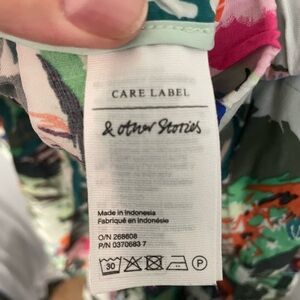 CARE LABEL
& other Stories
Made in Indonesia
Fabriqué en Indonésie
O/N 268608
P/N 0370683 7
30
P